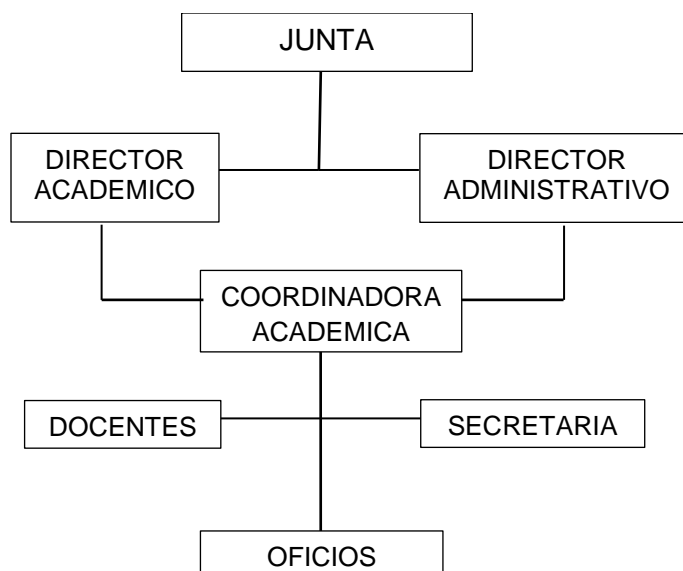 JUNTA
DIRECTOR
ACADEMICO
DIRECTOR
ADMINISTRATIVO
COORDINADORA
ACADEMICA
DOCENTES
SECRETARIA
OFICIOS